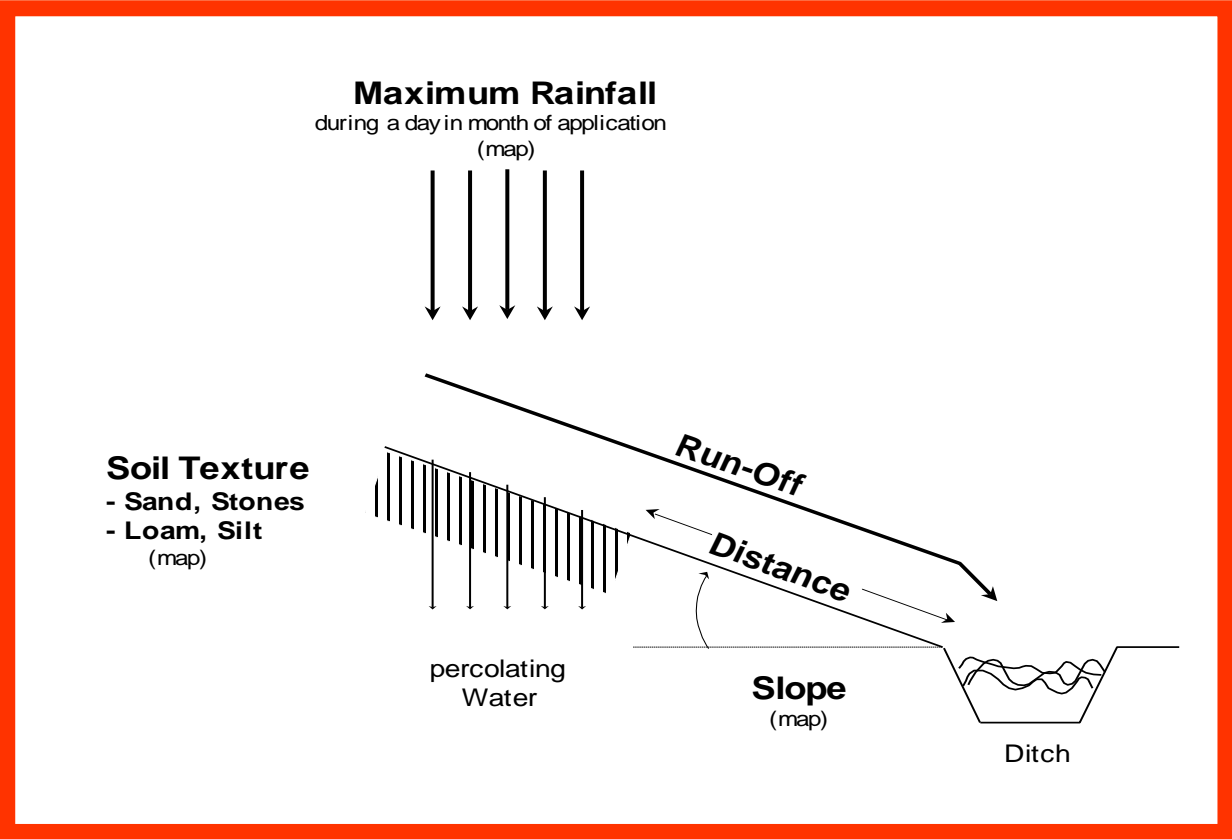 Maximum Rainfall
during a day in month of application
(map)
Run-Off
Soil Texture
- Sand, Stones
- Loam, Silt
(map)
Distance
percolating
Water
Slope
(map)
Ditch